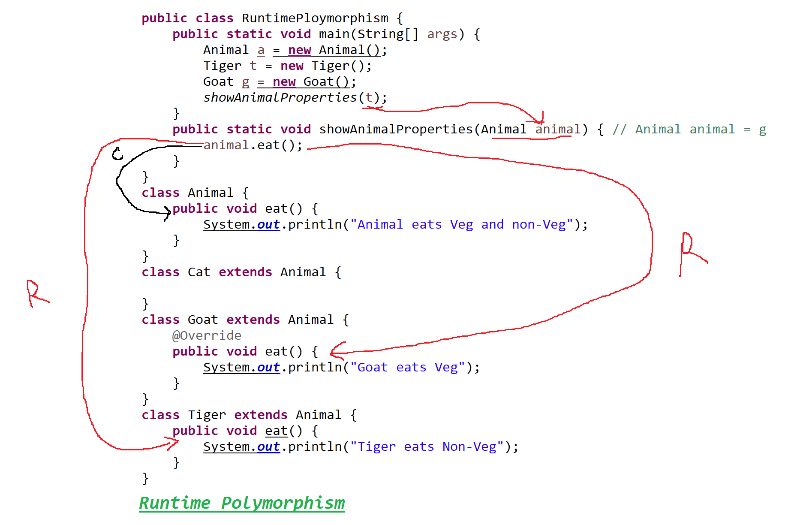 public class RuntimePloymorphism {
public static void main(String[] args) {
Animal a = new Animal();
Tiger t = new Tiger();
Goat g = new Goat();
showAnimalProperties(t);
}
public static void showAnimalProperties(Animal animal) { // Animal animal = g
C
animal.eat();
}
}
class Animal {
public void eat() {
System.out.println("Animal eats Veg and non-Veg");
}
R
}
class Cat extends Animal {
R
}
class Goat extends Animal {
@Override
public void eat() {
System.out.println("Goat eats Veg");
}
}
class Tiger extends Animal {
public void eat() {
System.out.println("Tiger eats Non-Veg");
}
}
Runtime Polymorphism